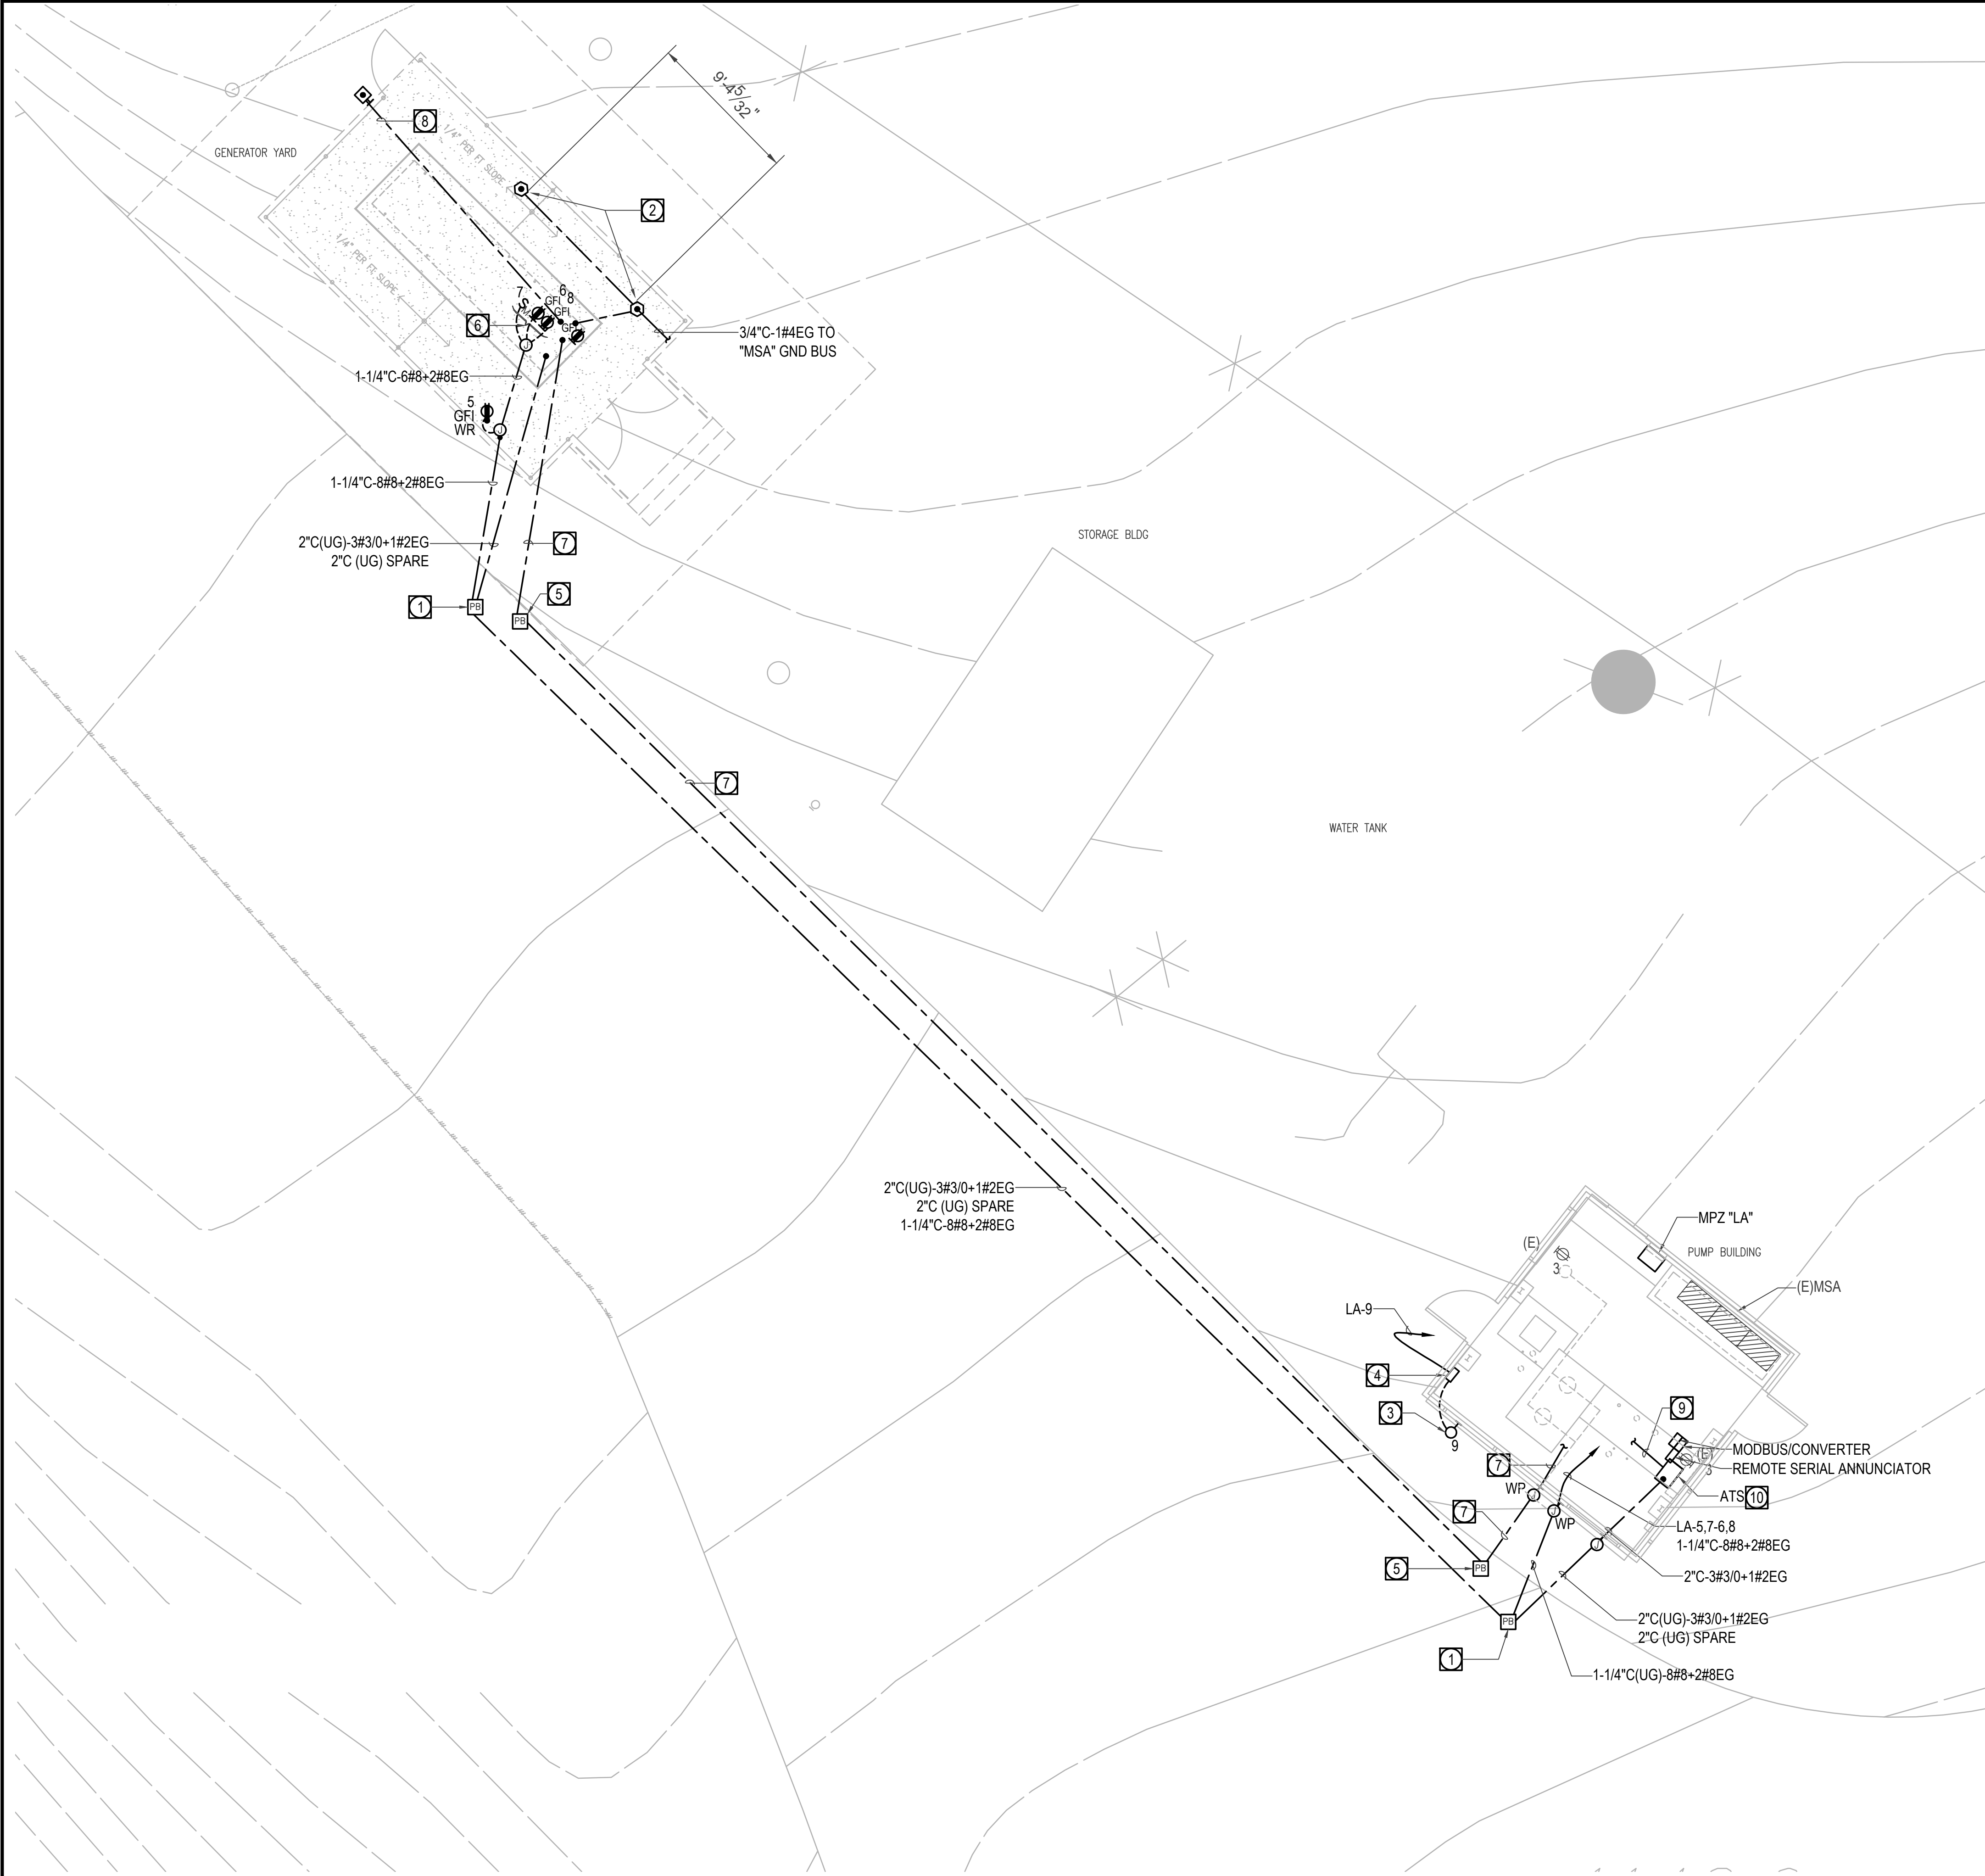 9'-4 5/32"
8
GENERATOR YARD
1/4" PER FT SLOPE
2
1/4" PER FT SLOPE
7
6
GFI
8
GFI
S
M
GFI
6
J
3/4"C-1#4EG TO
"MSA" GND BUS
1-1/4"C-6#8+2#8EG
5
GFI
WR
J
1-1/4"C-8#8+2#8EG
2"C(UG)-3#3/0+1#2EG
2"C (UG) SPARE
7
STORAGE BLDG
5
1
PB
PB
7
WATER TANK
2"C(UG)-3#3/0+1#2EG
2"C (UG) SPARE
1-1/4"C-8#8+2#8EG
MPZ "LA"
(E)
3
PUMP BUILDING
(E)MSA
LA-9
4
3
9
9
MODBUS/CONVERTER
(E)
3
REMOTE SERIAL ANNUNCIATOR
7
WP
J
ATS
10
7
J
WP
LA-5,7-6,8
1-1/4"C-8#8+2#8EG
J
5
PB
2"C-3#3/0+1#2EG
PB
2"C(UG)-3#3/0+1#2EG
2"C (UG) SPARE
1
1-1/4"C(UG)-8#8+2#8EG